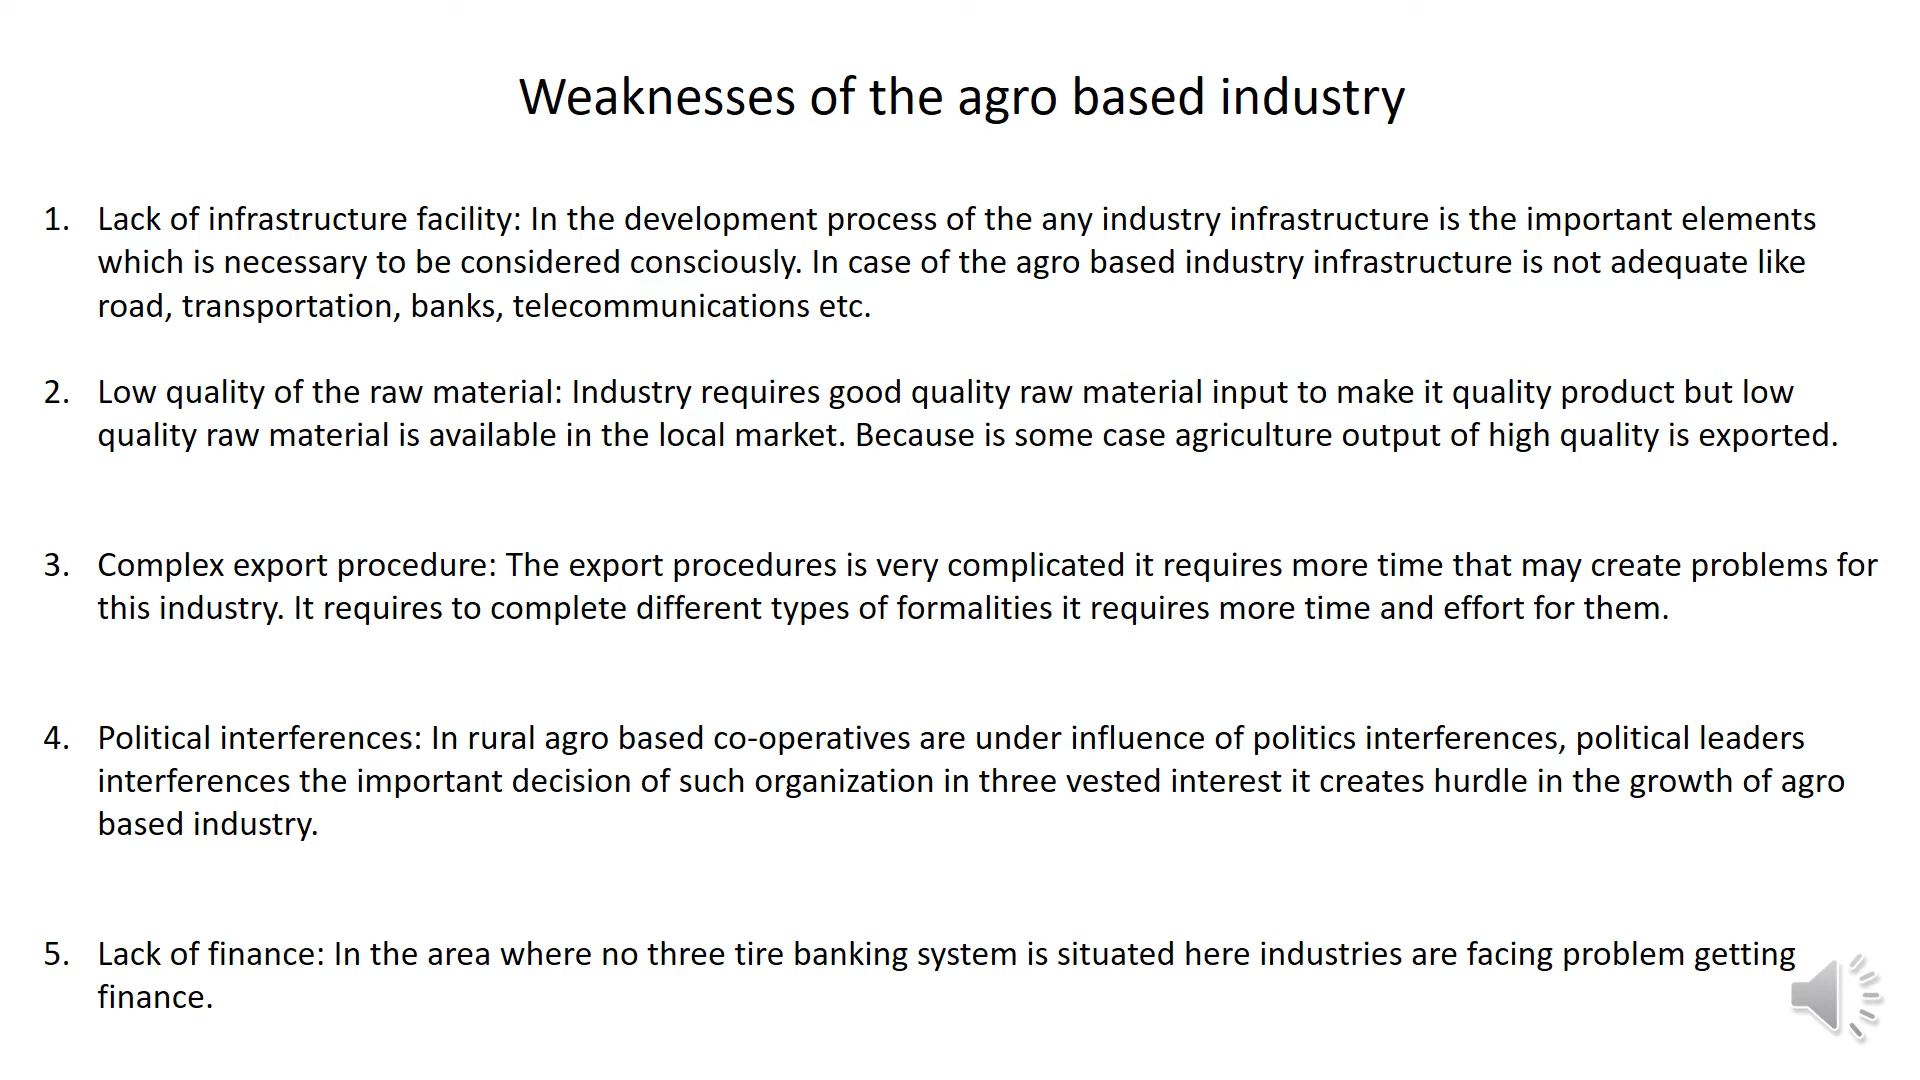 Weaknesses of the agro based industry
1. Lack of infrastructure facility: In the development process of the any industry infrastructure is the important elements
which is necessary to be considered consciously. In case of the agro based industry infrastructure is not adequate like
road, transportation, banks, telecommunications etc.
2. Low quality of the raw material: Industry requires good quality raw material input to make it quality product but low
quality raw material is available in the local market. Because is some case agriculture output of high quality is exported.
3. Complex export procedure: The export procedures is very complicated it requires more time that may create problems for
this industry. It requires to complete different types of formalities it requires more time and effort for them.
4. Political interferences: In rural agro based co-operatives are under influence of politics interferences, political leaders
interferences the important decision of such organization in three vested interest it creates hurdle in the growth of agro
based industry.
5. Lack of finance: In the area where no three tire banking system is situated here industries are facing problem getting
finance.